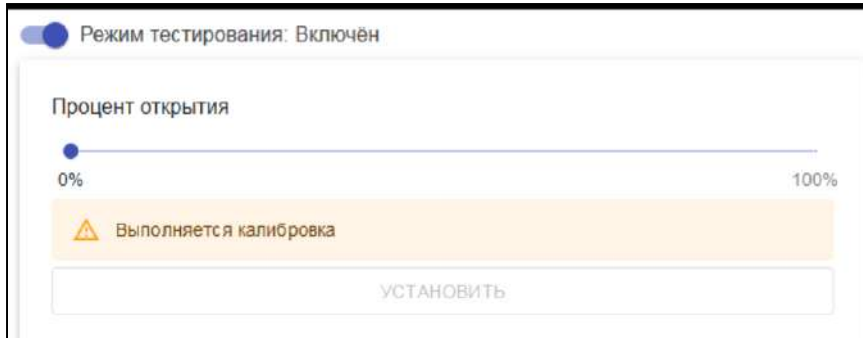 Режим тестирования: Включён
Процент открытия
0% 100%
Выполняется калибровка
УСТАНОВИТЬ